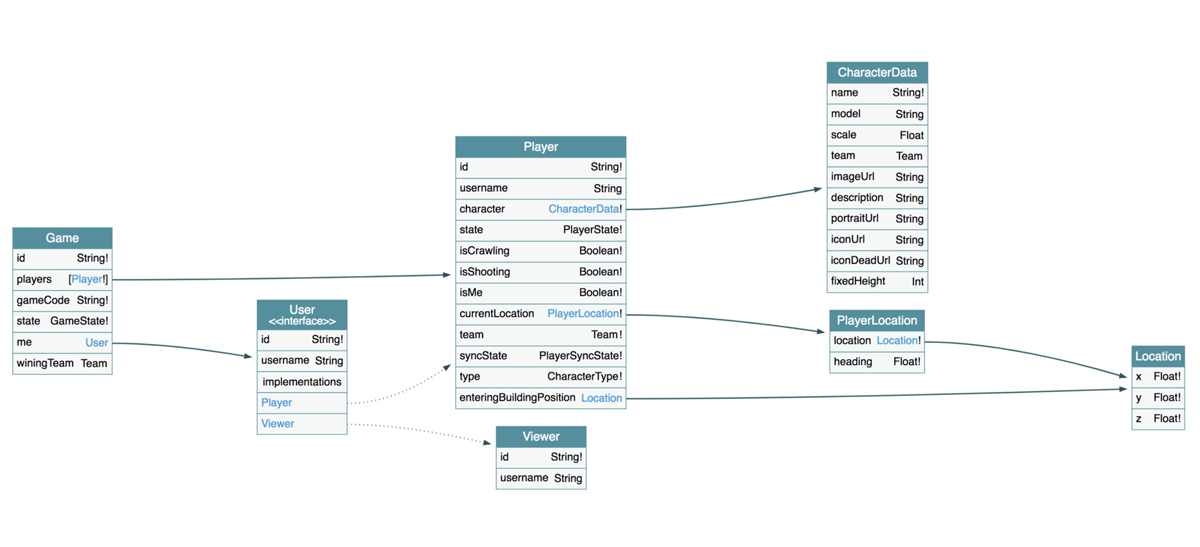 Game
id String!
players [Player!]
gameCode String!
state GameState!
me User
winingTeam Team
User
<<interface>>
id String!
username String
implementations
Player
Viewer
Player
id String!
username String
character CharacterData!
state PlayerState!
isCrawling Boolean!
isShooting Boolean!
isMe Boolean!
currentLocation PlayerLocation!
team Team!
syncState PlayerSyncState!
type CharacterType!
enteringBuildingPosition Location
Viewer
id String!
username String
CharacterData
name String!
model String
scale Float
team Team
imageUrl String
description String
portraitUrl String
iconUrl String
iconDeadUrl String
fixedHeight Int
PlayerLocation
location Location!
heading Float!
Location
x Float!
y Float!
z Float!